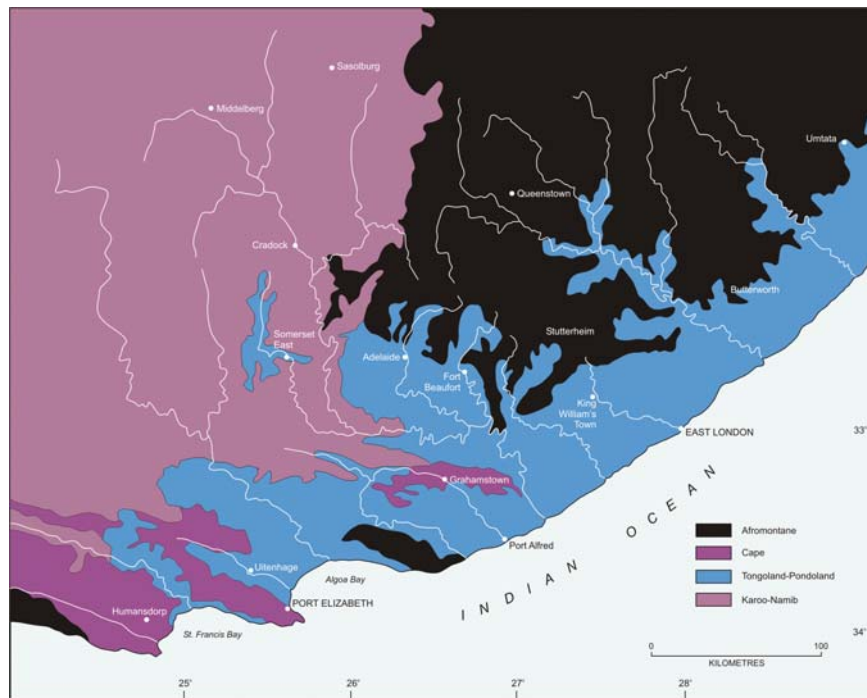 Sasolburg
Middelberg
Umtata
Queenstown
Cradock
Butterworth
Somerset
East
Stutterheim
Adelaide
Fort
Beaufort
King
William's
Town
EAST LONDON
33°
Grahamstown
INDIAN OCEAN
Port Alfred
Uitenhage
Algoa Bay
PORT ELIZABETH
Humansdorp
St. Francis Bay
Afromontane
Cape
Tongoland-Pondoland
Karoo-Namib
34°
0
100
KILOMETRES
25°
26°
27°
28°